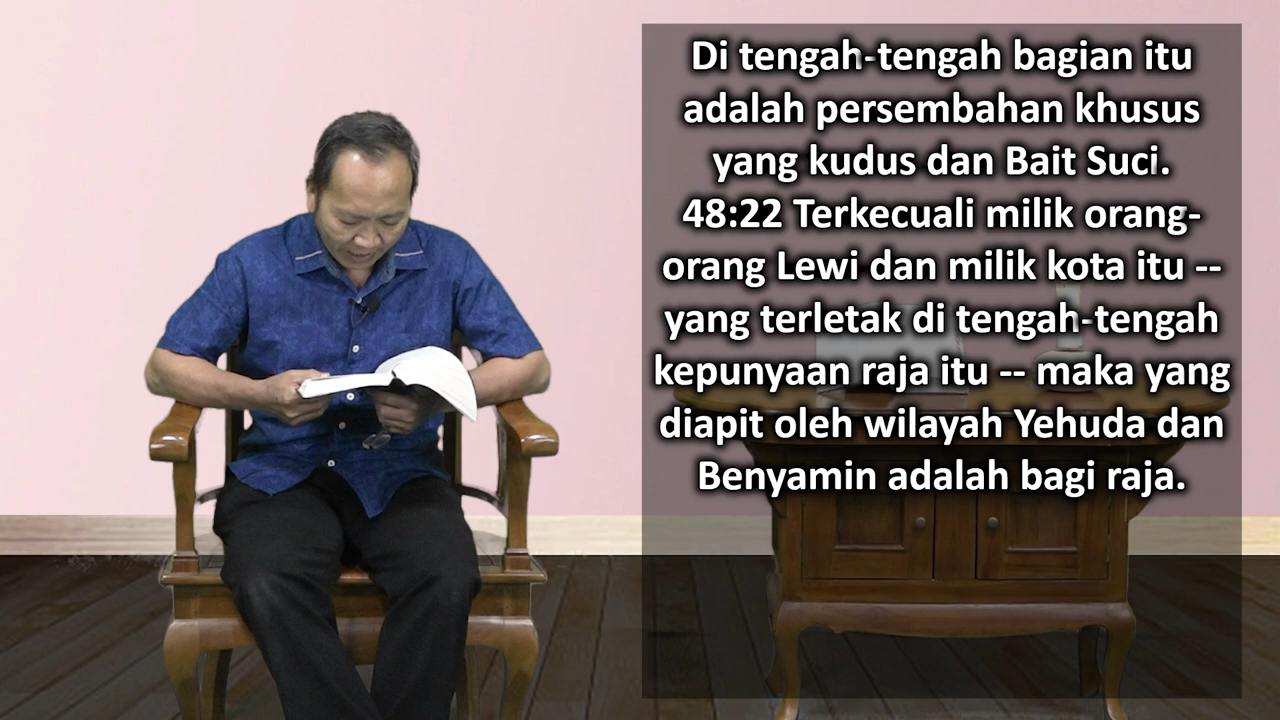 Di tengah-tengah bagian itu
adalah persembahan khusus
yang kudus dan Bait Suci.
48:22 Terkecuali milik orang-
orang Lewi dan milik kota itu --
yang terletak di tengah-tengah
kepunyaan raja itu -- maka yang
diapit oleh wilayah Yehuda dan
Benyamin adalah bagi raja.